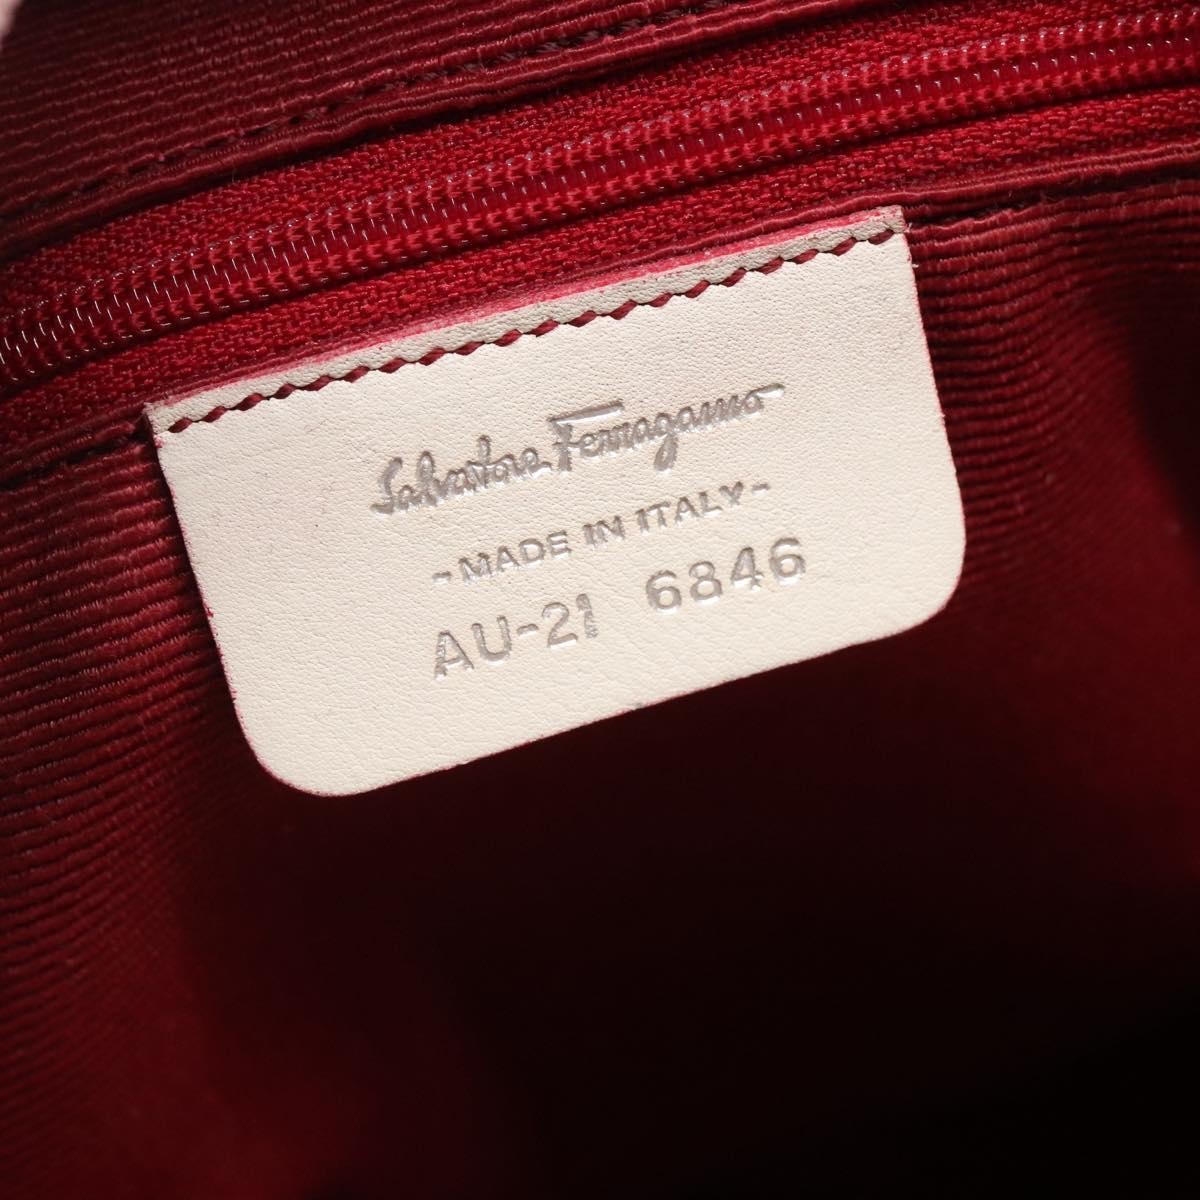 Salvatore Ferragamo
-MADE IN ITALY-
AU-21 6846